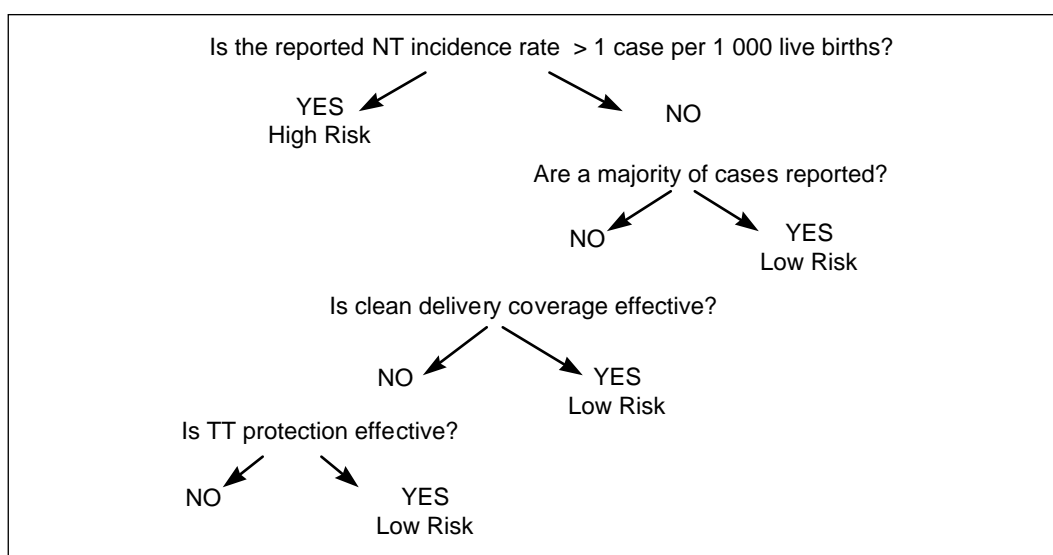 Is the reported NT incidence rate > 1 case per 1 000 live births?
YES
High Risk
NO
Are a majority of cases reported?
NO
YES
Low Risk
Is clean delivery coverage effective?
NO
YES
Low Risk
Is TT protection effective?
NO
YES
Low Risk